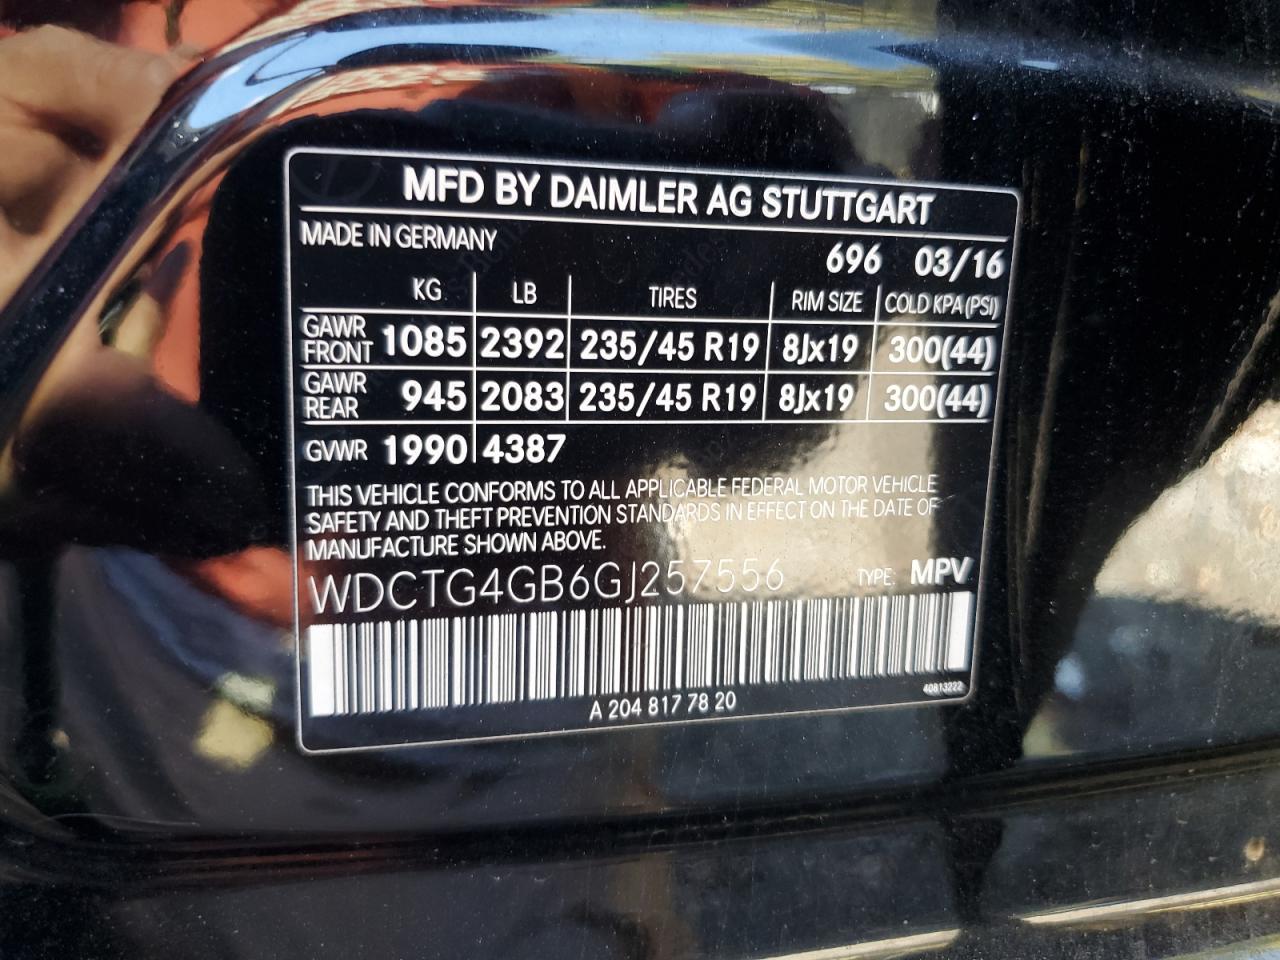 MFD BY DAIMLER AG STUTTGART
MADE IN GERMANY
696 03/16
KG LB TIRES RIM SIZE COLD KPA (PSI)
GAWR FRONT 1085 2392 235/45 R19 8Jx19 300(44)
GAWR REAR 945 2083 235/45 R19 8Jx19 300(44)
GVWR 1990 4387
THIS VEHICLE CONFORMS TO ALL APPLICABLE FEDERAL MOTOR VEHICLE
SAFETY AND THEFT PREVENTION STANDARDS IN EFFECT ON THE DATE OF
MANUFACTURE SHOWN ABOVE.
WDCTG4GB6GJ257556 TYPE: MPV
A 204 817 78 20
40813222